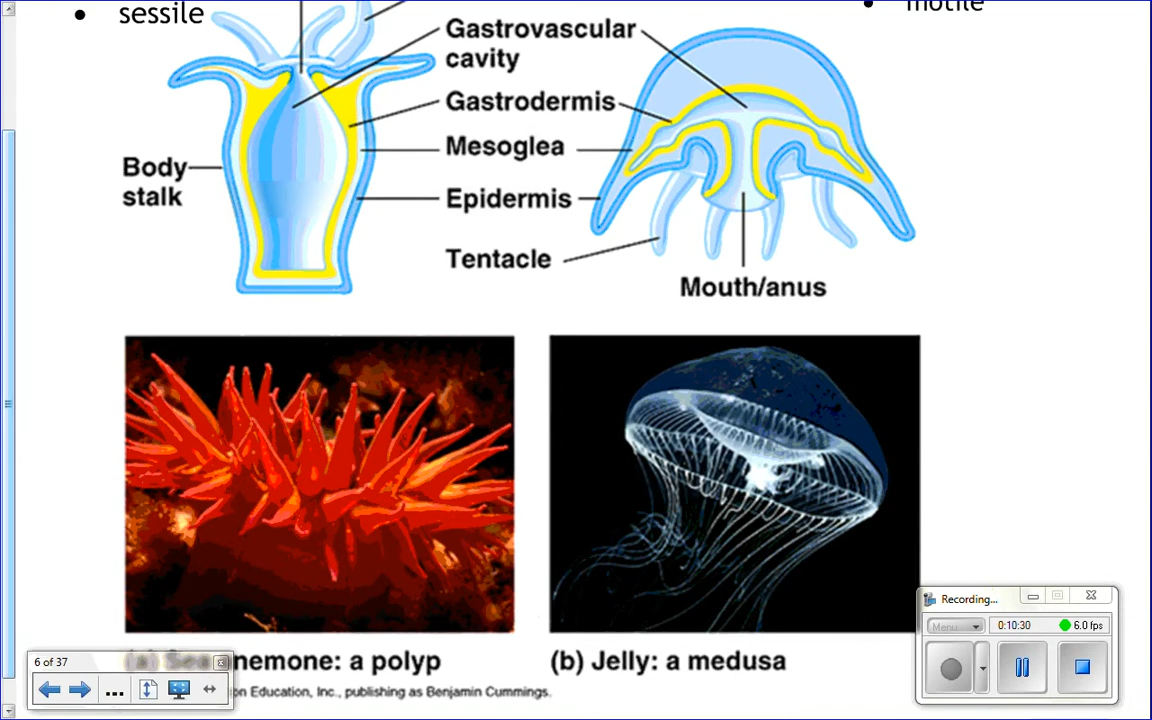 • sessile
• motile
Gastrovascular
cavity
Gastrodermis
Mesoglea
Body
stalk
Epidermis
Tentacle
Mouth/anus
Recording...
Menu
0:10:30
6.0 fps
6 of 37
nemone: a polyp
(b) Jelly: a medusa
on Education, Inc., publishing as Benjamin Cummings.
...